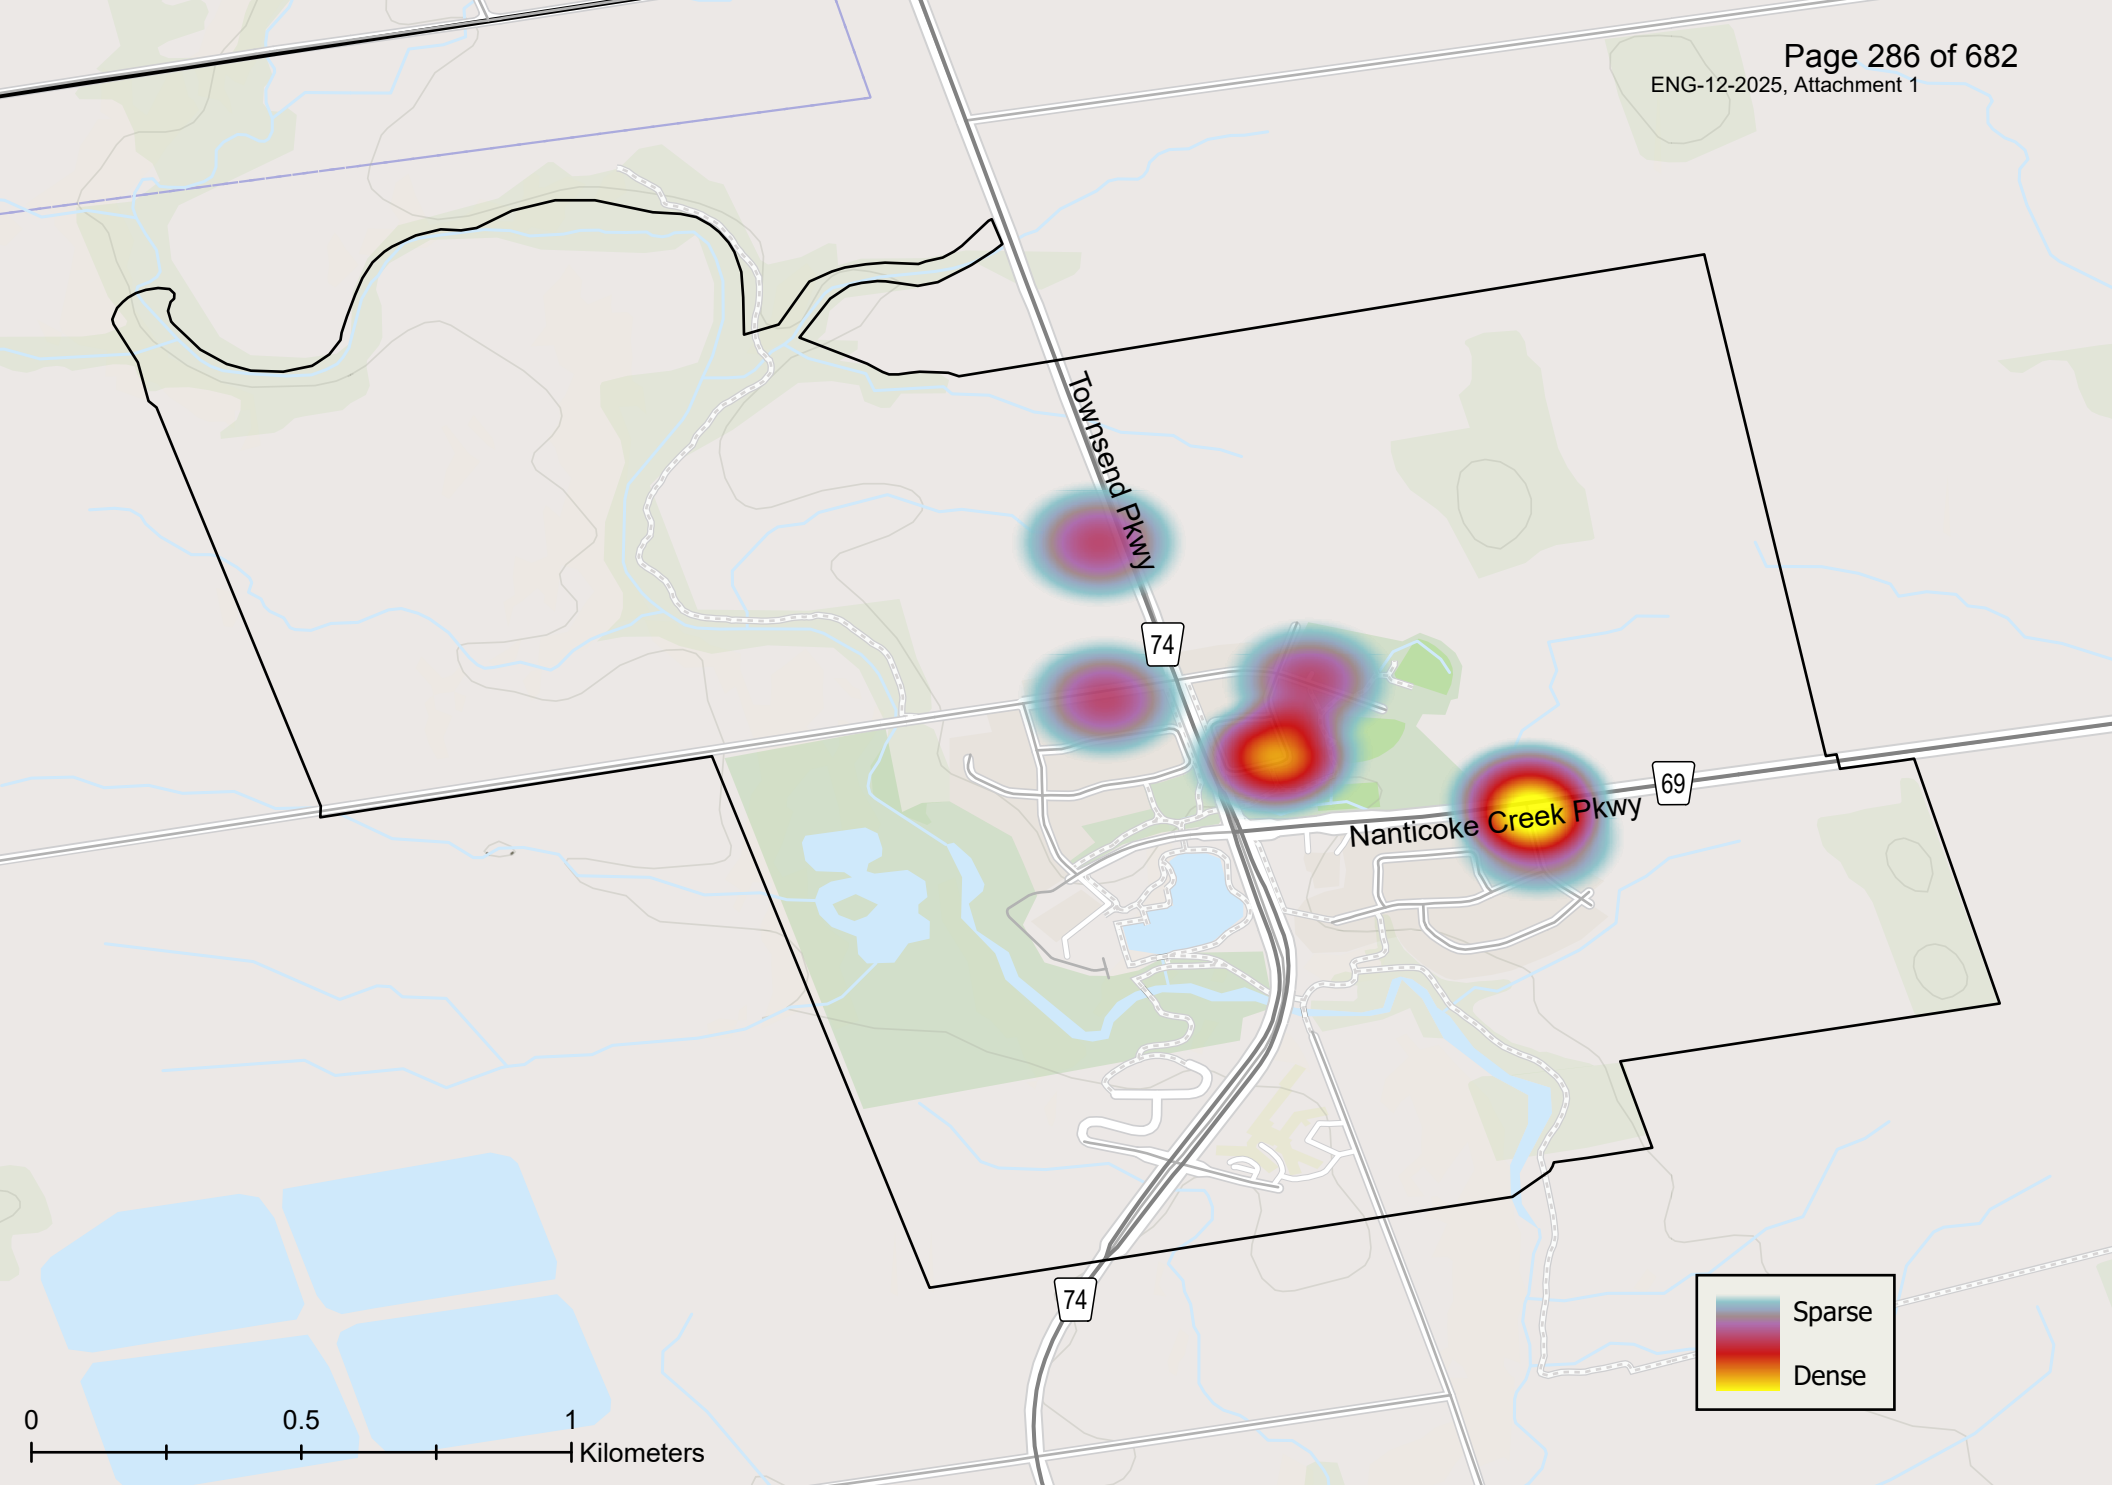 Page 286 of 682
ENG-12-2025, Attachment 1
Townsend Pkwy
74
69
Nanticoke Creek Pkwy
74
Sparse
Dense
0 0.5 1
Kilometers